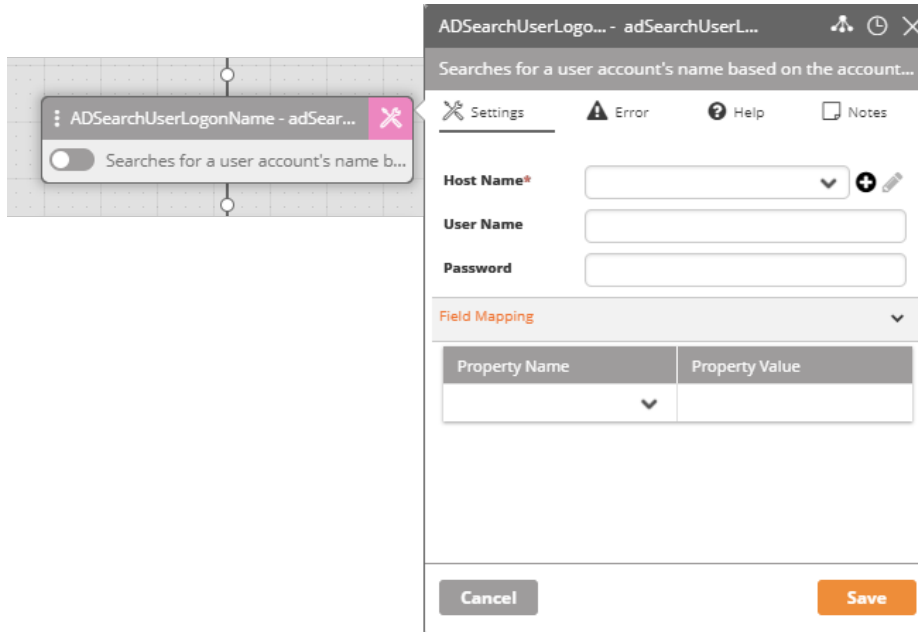 ADSearchUserLogonName - adSear...
Searches for a user account's name b...
ADSearchUserLogo... - adSearchUserL...
Searches for a user account's name based on the account...
Settings
Error
Help
Notes
Host Name*
User Name
Password
Field Mapping
Property Name
Property Value
Cancel
Save